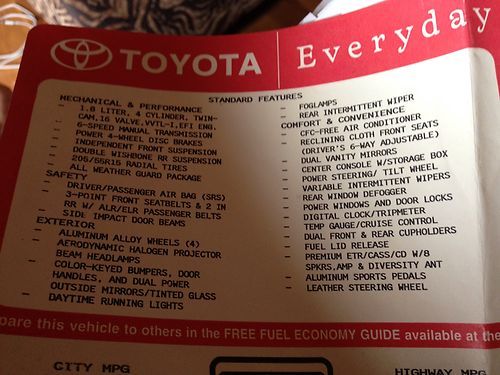 TOYOTA
Everyday
STANDARD FEATURES
MECHANICAL & PERFORMANCE
- 1.8 LITER, 4 CYLINDER, TWIN-
CAM,16 VALVE,VVTL-I,EFI ENG.
- 6-SPEED MANUAL TRANSMISSION
- POWER 4-WHEEL DISC BRAKES
- INDEPENDENT FRONT SUSPENSION
- DOUBLE WISHBONE RR SUSPENSION
- 205/55R15 RADIAL TIRES
- ALL WEATHER GUARD PACKAGE
SAFETY
- DRIVER/PASSENGER AIR BAG (SRS)
- 3-POINT FRONT SEATBELTS & 2 IN
RR W/ ALR/ELR PASSENGER BELTS
- SIDE IMPACT DOOR BEAMS
EXTERIOR
- ALUMINUM ALLOY WHEELS (4)
- AERODYNAMIC HALOGEN PROJECTOR
BEAM HEADLAMPS
- COLOR-KEYED BUMPERS, DOOR
HANDLES, AND DUAL POWER
OUTSIDE MIRRORS/TINTED GLASS
- DAYTIME RUNNING LIGHTS
- FOGLAMPS
- REAR INTERMITTENT WIPER
COMFORT & CONVENIENCE
- CFC-FREE AIR CONDITIONER
- RECLINING CLOTH FRONT SEATS
(DRIVER'S 6-WAY ADJUSTABLE)
- DUAL VANITY MIRRORS
- CENTER CONSOLE W/STORAGE BOX
- POWER STEERING/ TILT WHEEL
- VARIABLE INTERMITTENT WIPERS
- REAR WINDOW DEFOGGER
- POWER WINDOWS AND DOOR LOCKS
- DIGITAL CLOCK/TRIPMETER
- TEMP GAUGE/CRUISE CONTROL
- DUAL FRONT & REAR CUPHOLDERS
- FUEL LID RELEASE
- PREMIUM ETR/CASS/CD W/8
SPKRS,AMP & DIVERSITY ANT
- ALUMINUM SPORTS PEDALS
- LEATHER STEERING WHEEL
pare this vehicle to others in the FREE FUEL ECONOMY GUIDE available at the
CITY MPG
HIGHWAY MPG